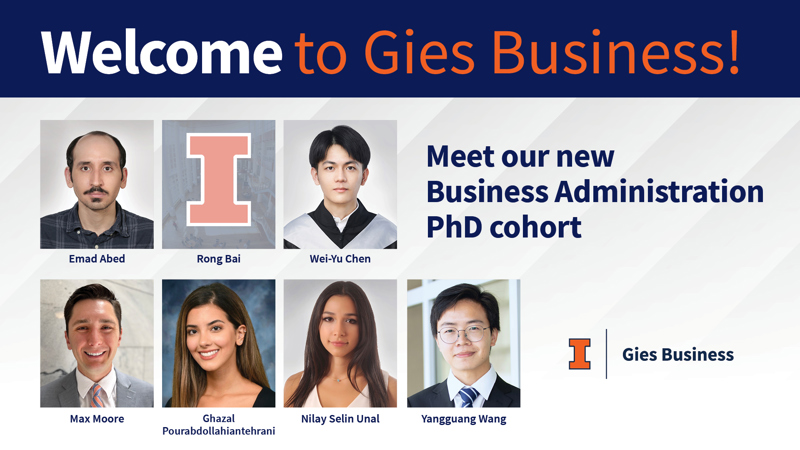 Welcome to Gies Business!
Meet our new
Business Administration
PhD cohort
Emad Abed
Rong Bai
Wei-Yu Chen
Max Moore
Ghazal
Pourabdollahiantehrani
Nilay Selin Unal
Yangguang Wang
I
Gies Business